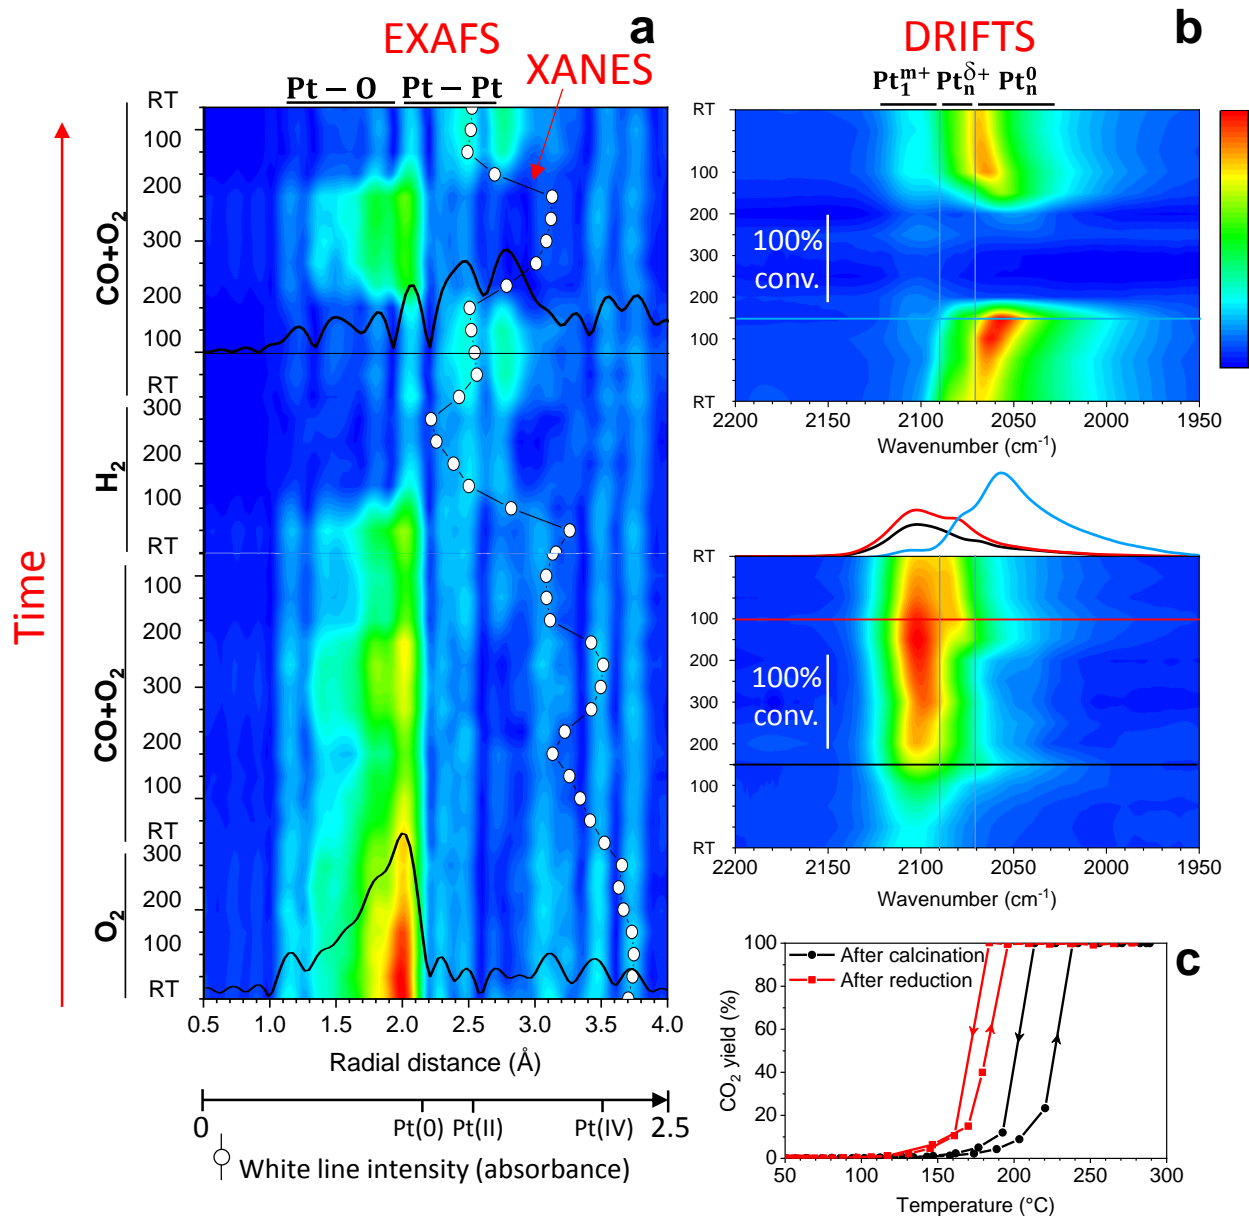 EXAFS
a
XANES
Pt – O
Pt – Pt
RT
100
200
300
200
100
RT
300
200
100
RT
100
200
300
200
100
RT
300
200
100
RT
CO+O₂
H₂
CO+O₂
O₂
Time
0.5 1.0 1.5 2.0 2.5 3.0 3.5 4.0
Radial distance (Å)
0 Pt(0) Pt(II) Pt(IV) 2.5
White line intensity (absorbance)
DRIFTS
b
Pt₁ᵐ⁺ Ptₙᵟ⁺ Ptₙ⁰
RT
100
200
300
200
100
RT
100%
conv.
2200 2150 2100 2050 2000 1950
Wavenumber (cm⁻¹)
RT
100
200
300
200
100
RT
100%
conv.
2200 2150 2100 2050 2000 1950
Wavenumber (cm⁻¹)
c
After calcination
After reduction
100
80
60
40
20
0
CO₂ yield (%)
50 100 150 200 250 300
Temperature (°C)